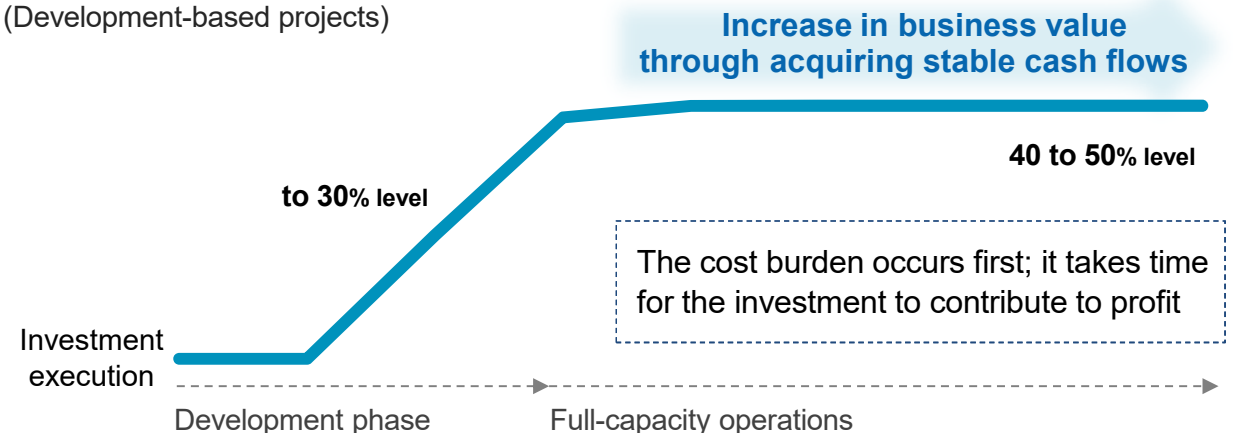 (Development-based projects)
Increase in business value
through acquiring stable cash flows
40 to 50% level
to 30% level
The cost burden occurs first; it takes time
for the investment to contribute to profit
Investment
execution
Development phase
Full-capacity operations